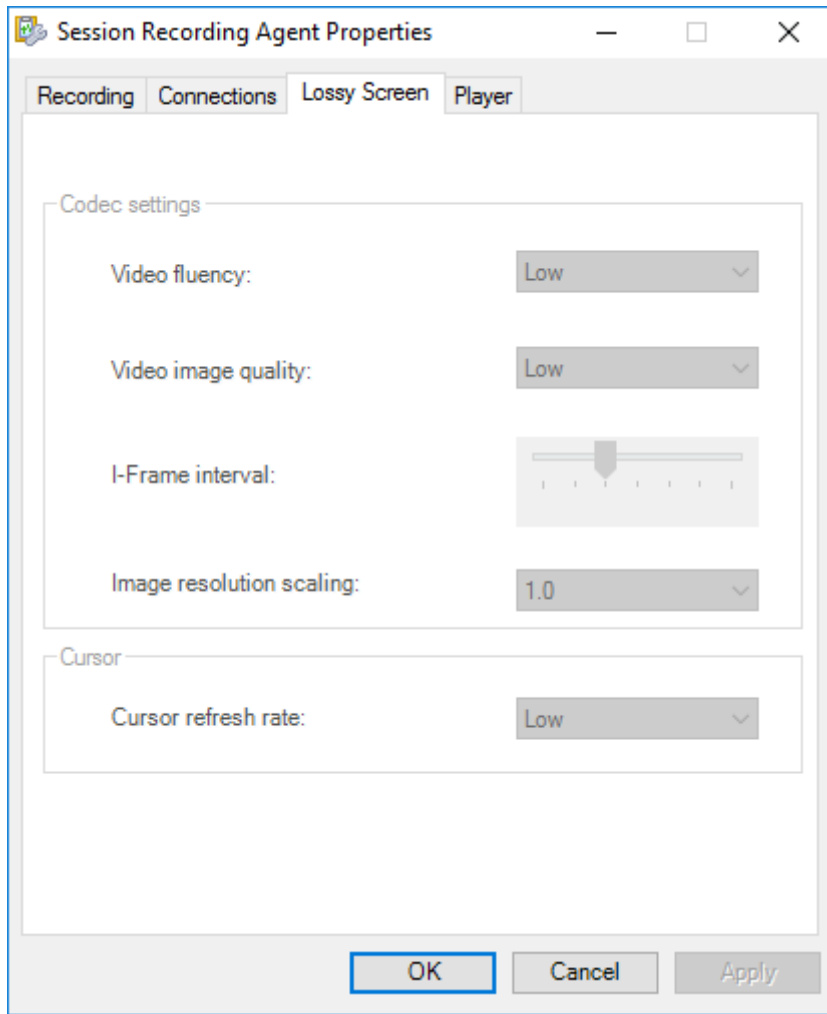 Session Recording Agent Properties
Recording Connections Lossy Screen Player
Codec settings
Video fluency: Low
Video image quality: Low
I-Frame interval:
Image resolution scaling: 1.0
Cursor
Cursor refresh rate: Low
OK Cancel Apply